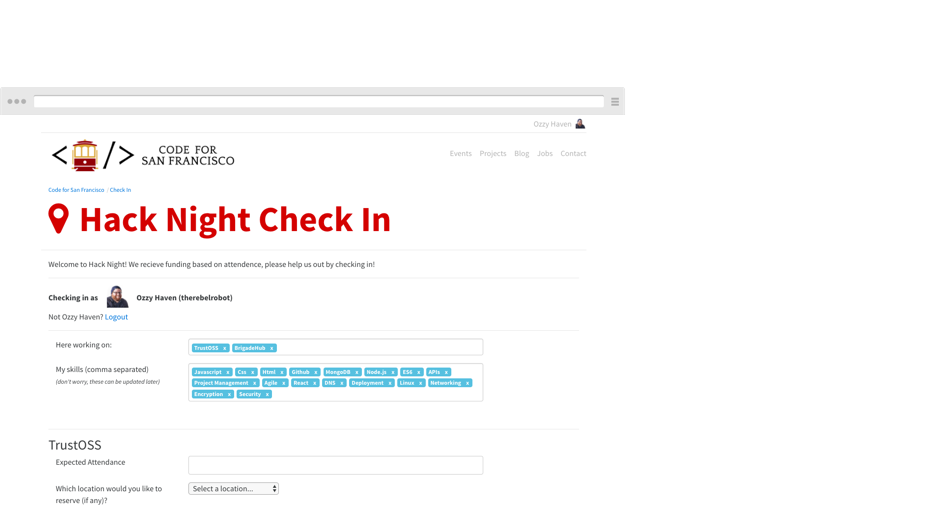 Ozzy Haven
</> CODE FOR
SAN FRANCISCO
Events Projects Blog Jobs Contact
Code for San Francisco / Check In
Hack Night Check In
Welcome to Hack Night! We recieve funding based on attendence, please help us out by checking in!
Checking in as Ozzy Haven (therebelrobot)
Not Ozzy Haven? Logout
Here working on:
TrustOSS x BrigadeHub x
My skills (comma separated)
(don't worry, these can be updated later)
Javascript x Css x Html x Github x MongoDB x Node.js x ES6 x APIs x
Project Management x Agile x React x DNS x Deployment x Linux x Networking x
Encryption x Security x
TrustOSS
Expected Attendance
Which location would you like to
reserve (if any)?
Select a location...